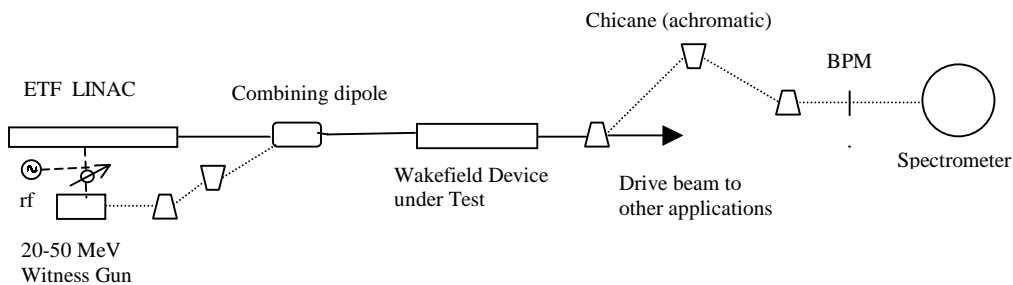 Chicane (achromatic)
BPM
ETF LINAC
Combining dipole
Spectrometer
Wakefield Device
under Test
Drive beam to
other applications
rf
20-50 MeV
Witness Gun